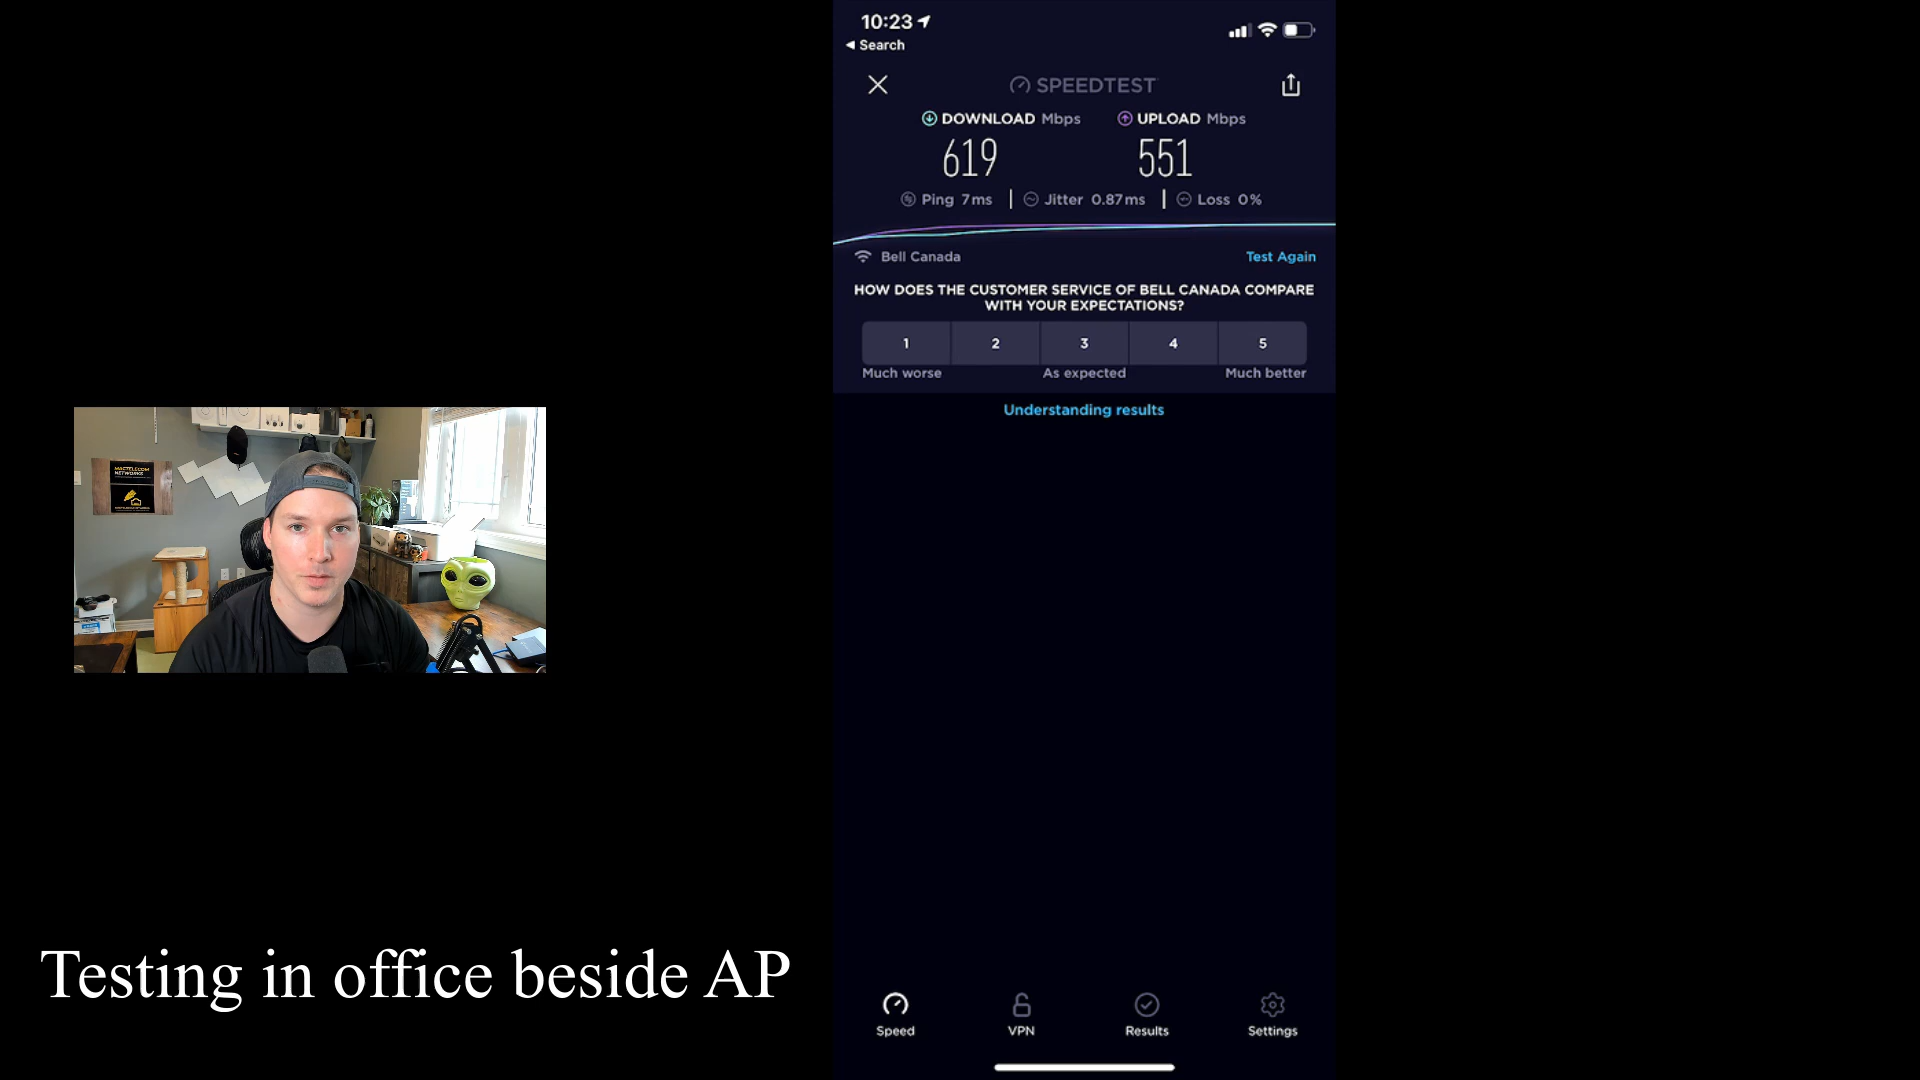 10:23
Search
SPEEDTEST
DOWNLOAD Mbps
UPLOAD Mbps
619
551
Ping 7ms
Jitter 0.87ms
Loss 0%
Bell Canada
Test Again
HOW DOES THE CUSTOMER SERVICE OF BELL CANADA COMPARE
WITH YOUR EXPECTATIONS?
1 2 3 4 5
Much worse
As expected
Much better
Understanding results
MACTELECOM
NETWORKS
Testing in office beside AP
Speed
VPN
Results
Settings